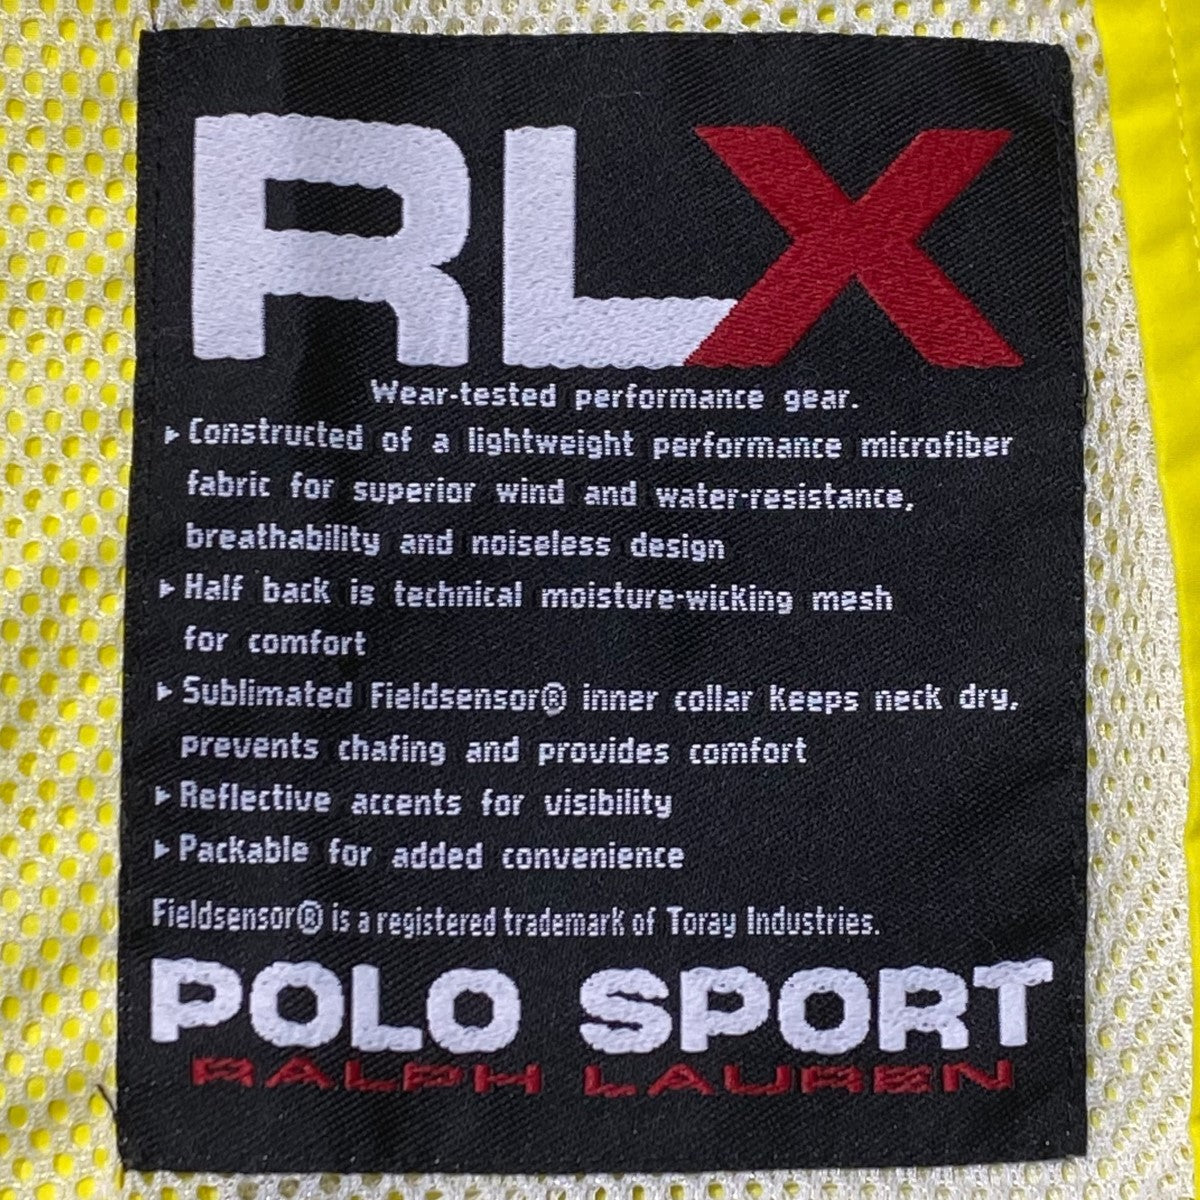 RLX
Wear-tested performance gear.
▸Constructed of a lightweight performance microfiber
fabric for superior wind and water-resistance,
breathability and noiseless design
▸Half back is technical moisture-wicking mesh
for comfort
▸Sublimated Fieldsensor® inner collar keeps neck dry,
prevents chafing and provides comfort
▸Reflective accents for visibility
▸Packable for added convenience
Fieldsensor® is a registered trademark of Toray Industries.
POLO SPORT
RALPH LAUREN